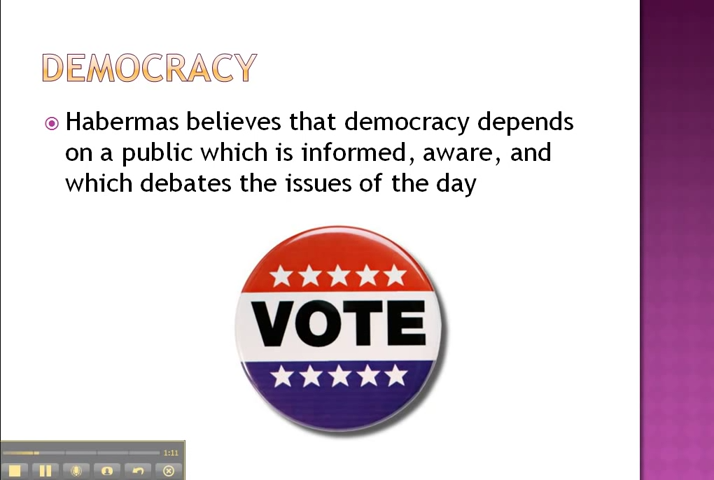 DEMOCRACY
Habermas believes that democracy depends
on a public which is informed, aware, and
which debates the issues of the day
VOTE
1:11